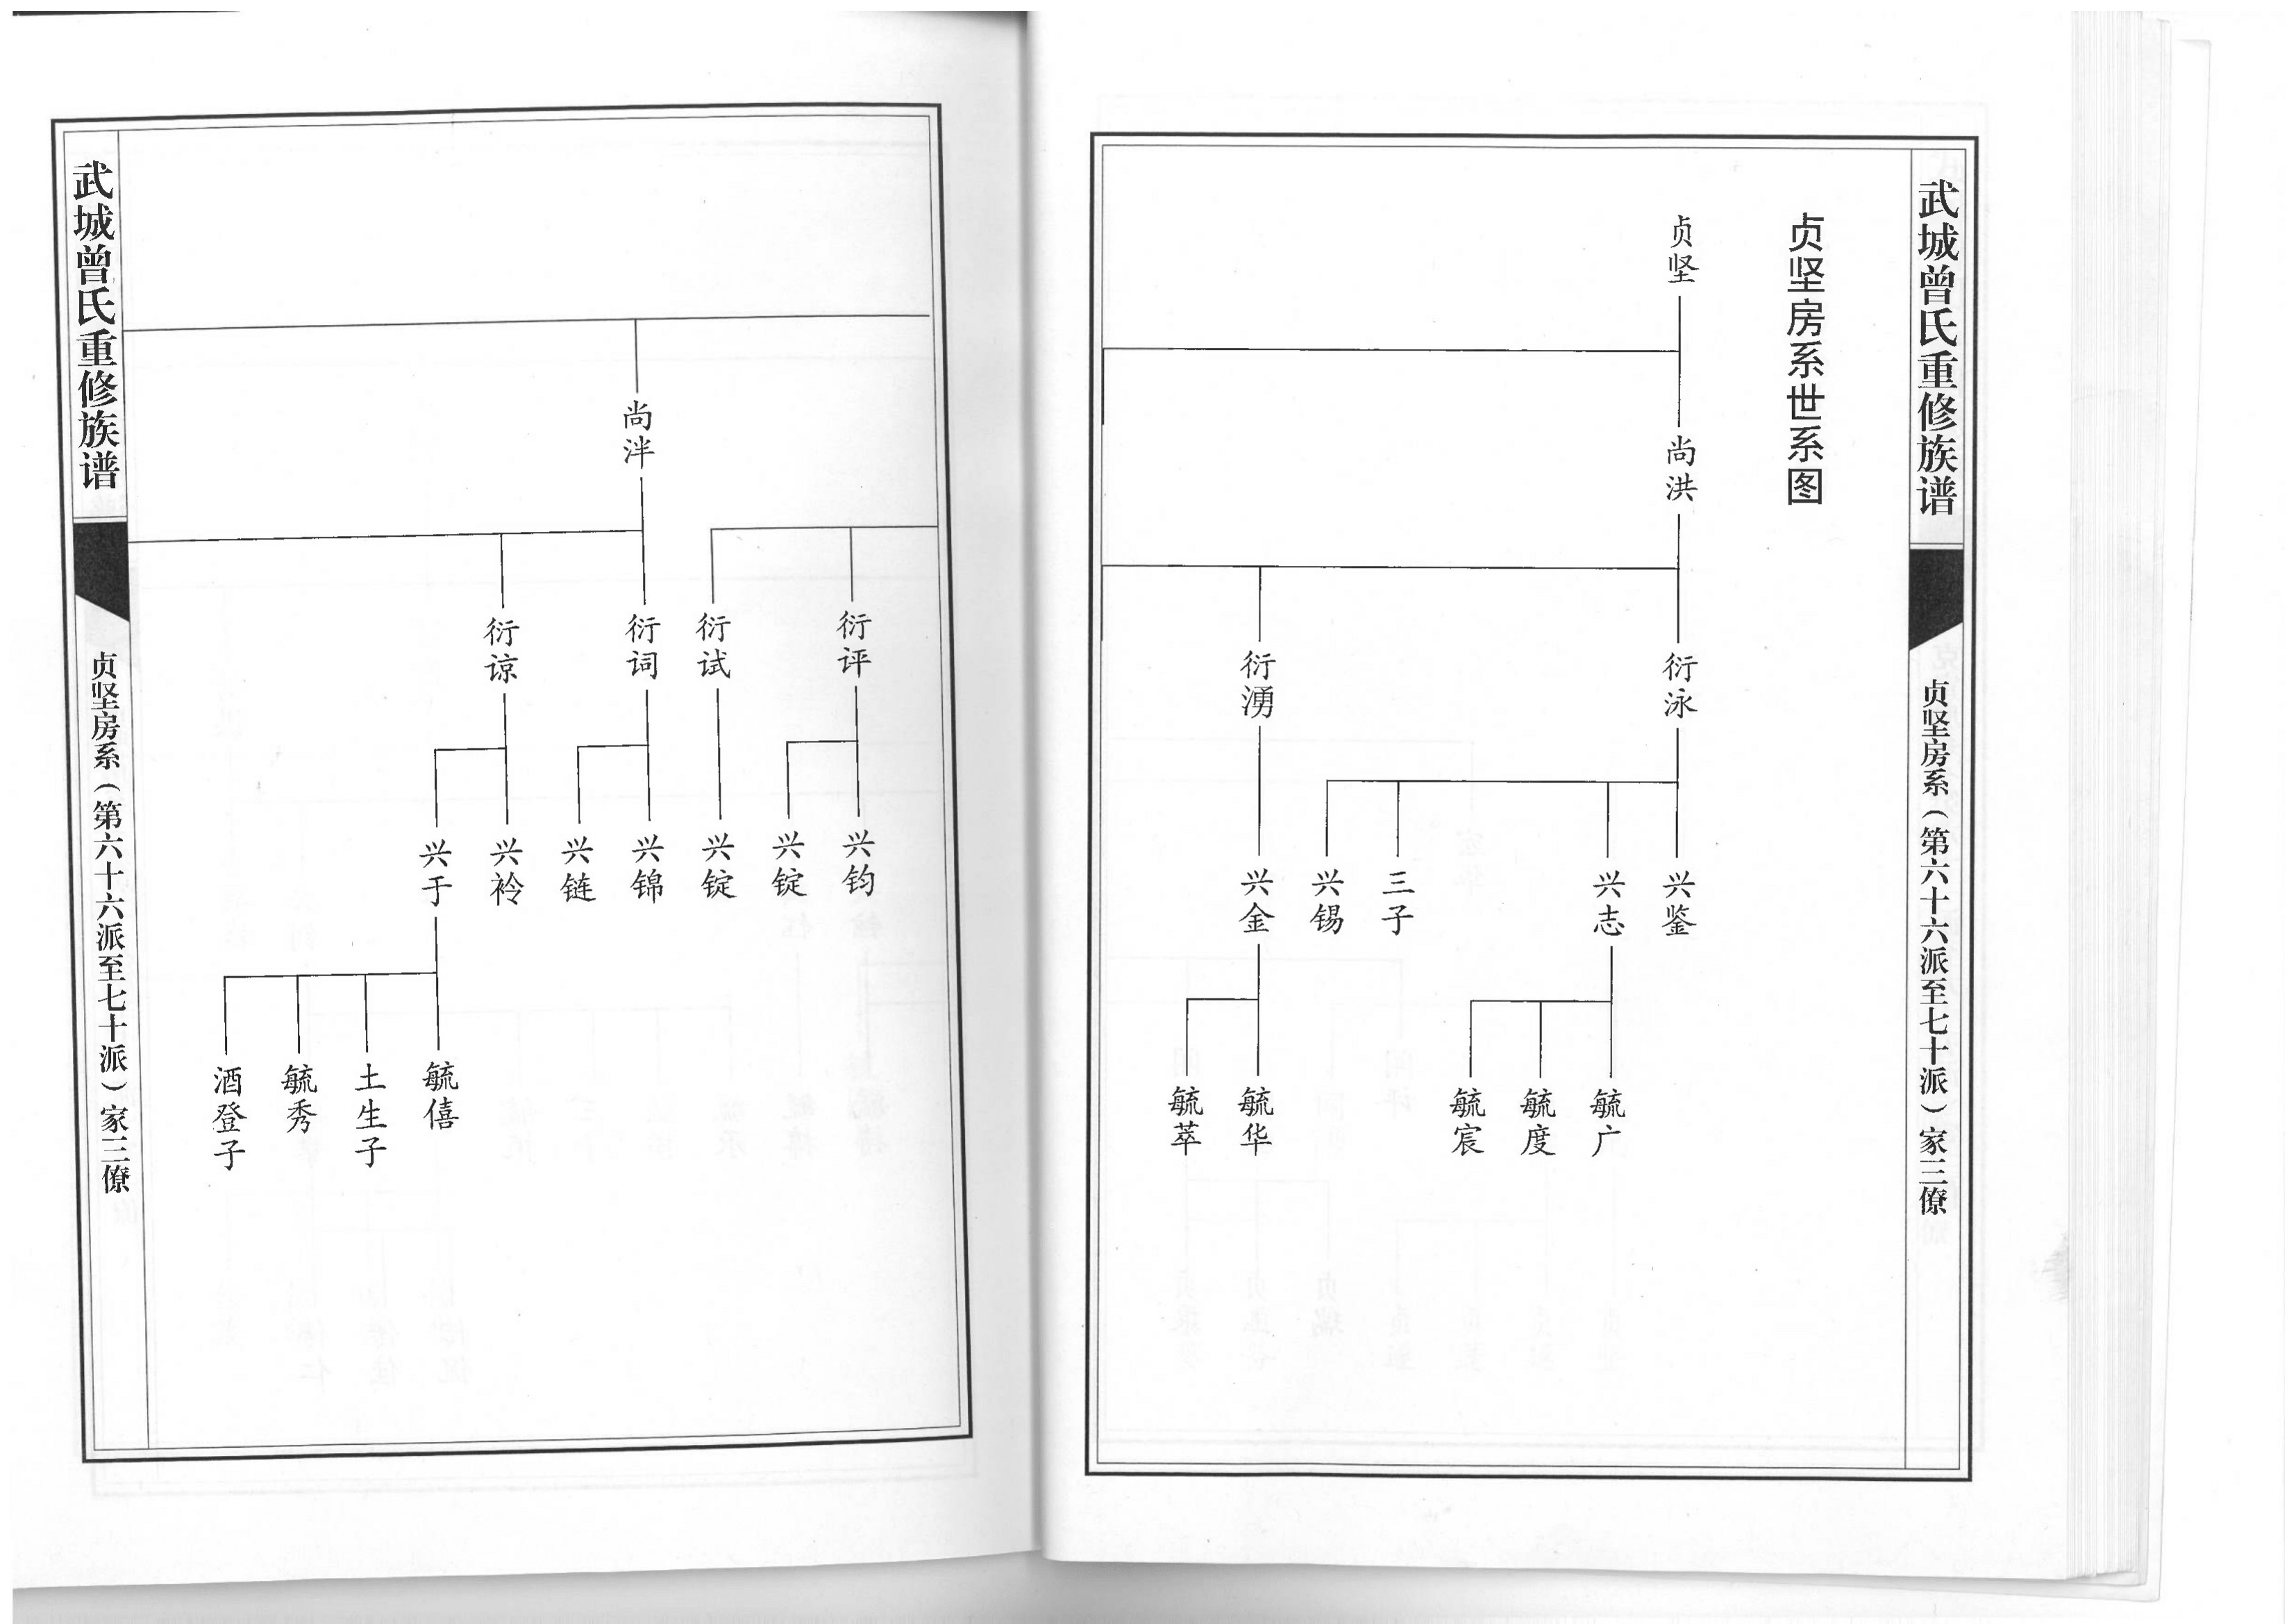 武城曾氏重修族谱
贞坚房系（第六十六派至七十派）家三僚
贞坚房系世系图
贞坚
尚洪
衍泳
衍湧
兴鉴
兴志
三子
兴锡
兴金
毓广
毓度
毓宸
毓华
毓萃
尚泮
衍评
衍试
衍词
衍谅
兴钧
兴锭
兴锭
兴锦
兴链
兴衿
兴于
毓僖
土生子
毓秀
酒登子
武城曾氏重修族谱
贞坚房系（第六十六派至七十派）家三僚